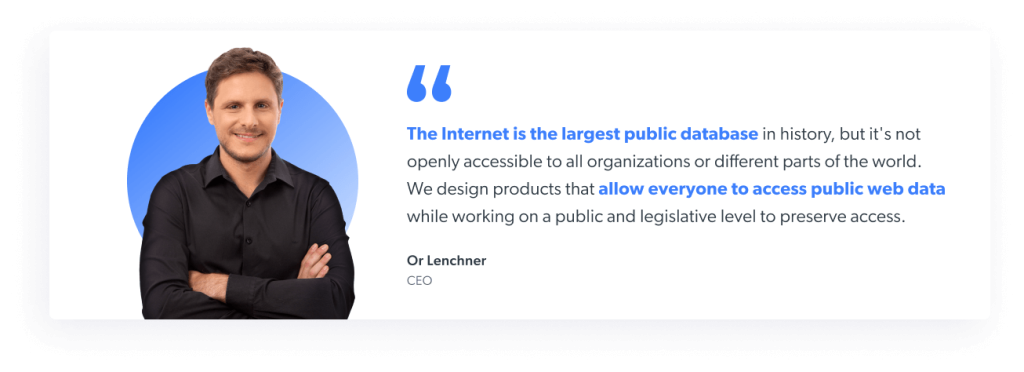 “
The Internet is the largest public database in history, but it's not
openly accessible to all organizations or different parts of the world.
We design products that allow everyone to access public web data
while working on a public and legislative level to preserve access.
Or Lenchner
CEO